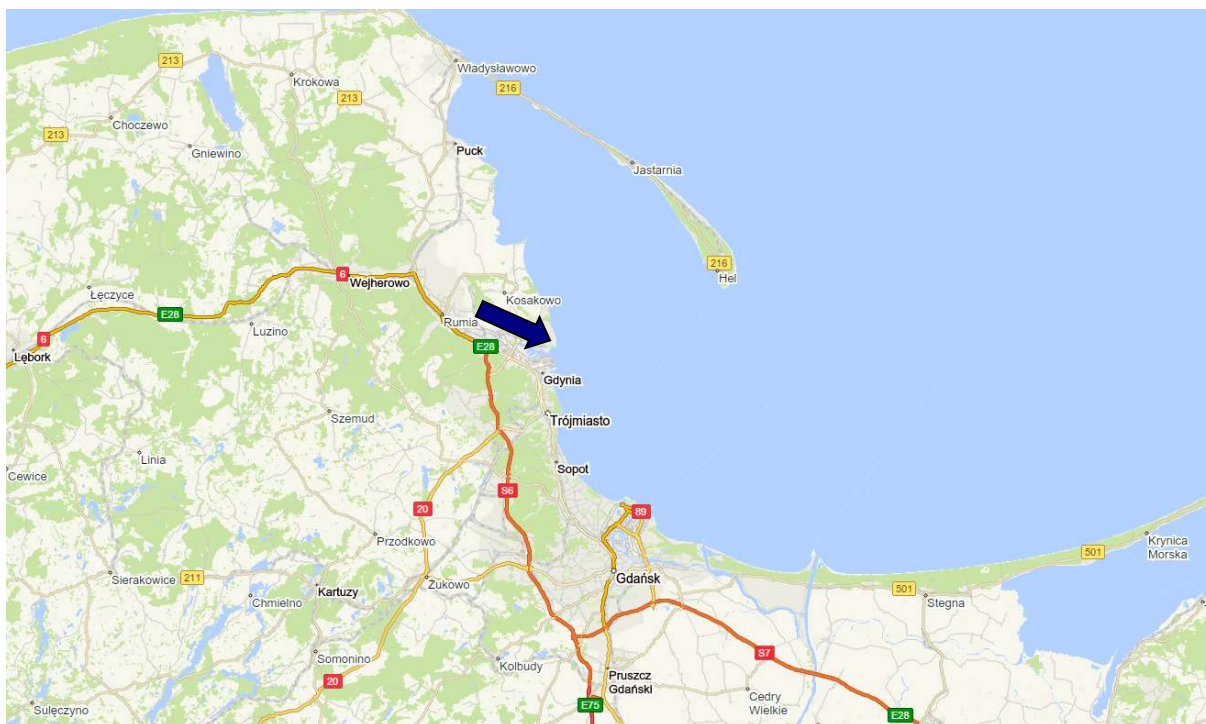 213
Krokowa
Władysławowo
216
213
Choczewo
213
Gniewino
Puck
Jastarnia
216
Hel
6
Wejherowo
Łęczyce
E28
Kosakowo
Rumia
Luzino
6
Lębork
E28
Gdynia
Szemud
Trójmiasto
Linia
Cewice
Sopot
S6
20
89
Przodkowo
Krynica
Morska
501
Sierakowice
211
Żukowo
Gdańsk
Kartuzy
501
Chmielno
Stegna
Somonino
Kolbudy
S7
20
Pruszcz
Gdański
Cedry
Wielkie
Sulęczyno
E75
E28